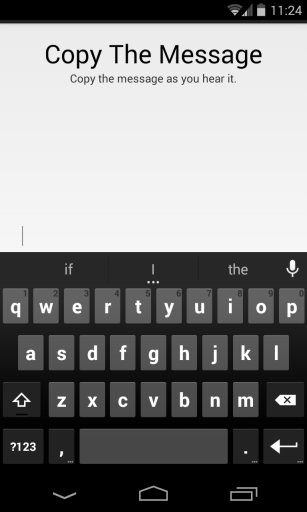 11:24
Copy The Message
Copy the message as you hear it.
if I the
1 2 3 4 5 6 7 8 9 0
q w e r t y u i o p
a s d f g h j k l
z x c v b n m
?123 , .